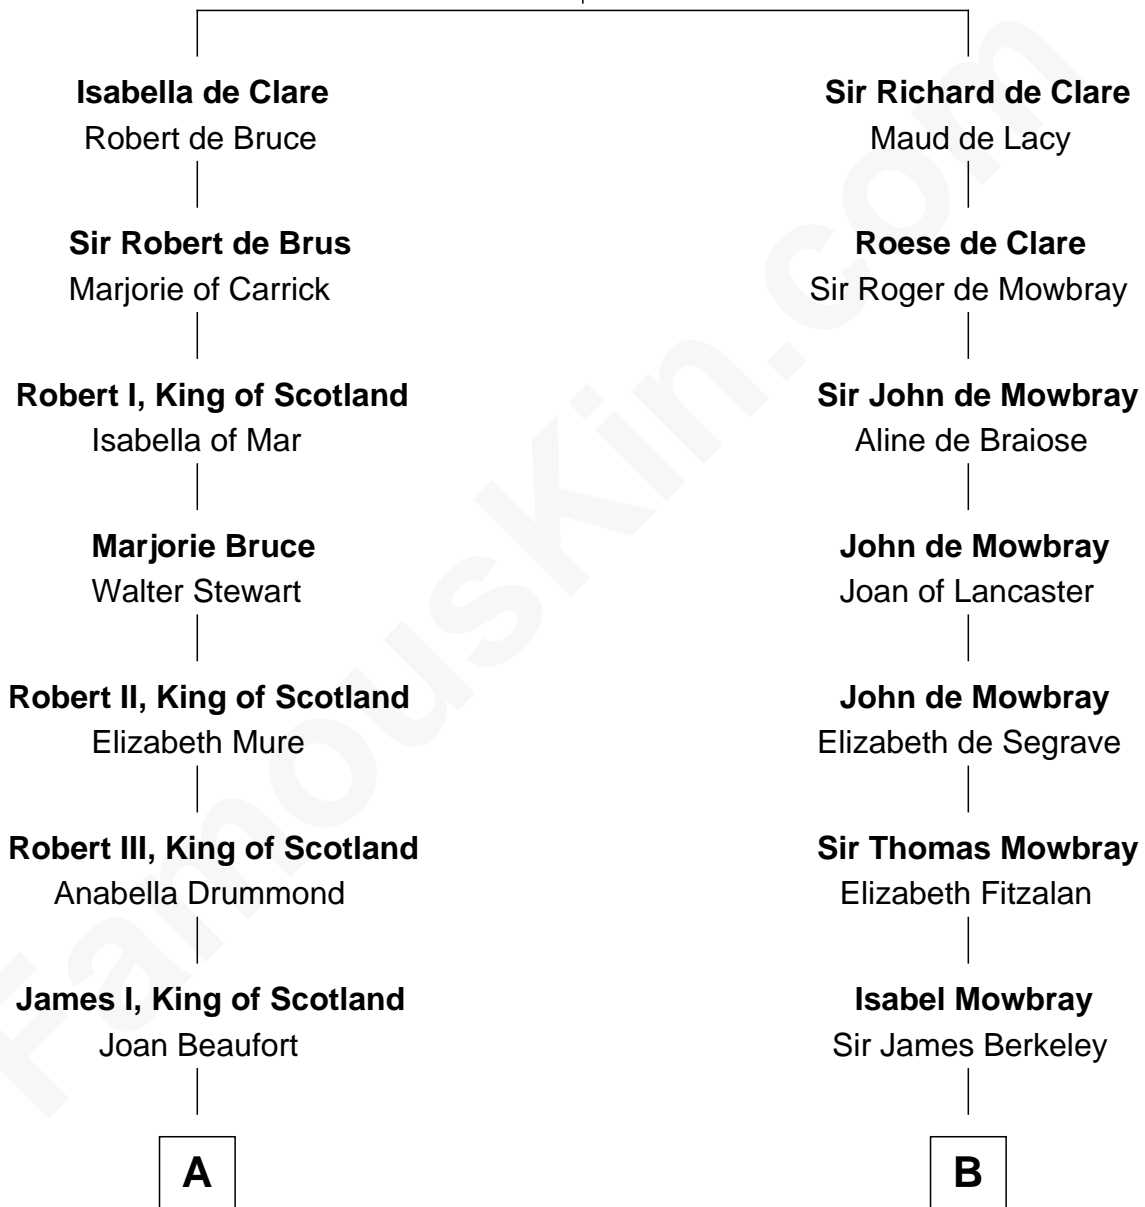 Isabella de Clare
Robert de Bruce
Sir Robert de Brus
Marjorie of Carrick
Robert I, King of Scotland
Isabella of Mar
Marjorie Bruce
Walter Stewart
Robert II, King of Scotland
Elizabeth Mure
Robert III, King of Scotland
Anabella Drummond
James I, King of Scotland
Joan Beaufort
A
Sir Richard de Clare
Maud de Lacy
Roese de Clare
Sir Roger de Mowbray
Sir John de Mowbray
Aline de Braiose
John de Mowbray
Joan of Lancaster
John de Mowbray
Elizabeth de Segrave
Sir Thomas Mowbray
Elizabeth Fitzalan
Isabel Mowbray
Sir James Berkeley
B
FamousKin.com